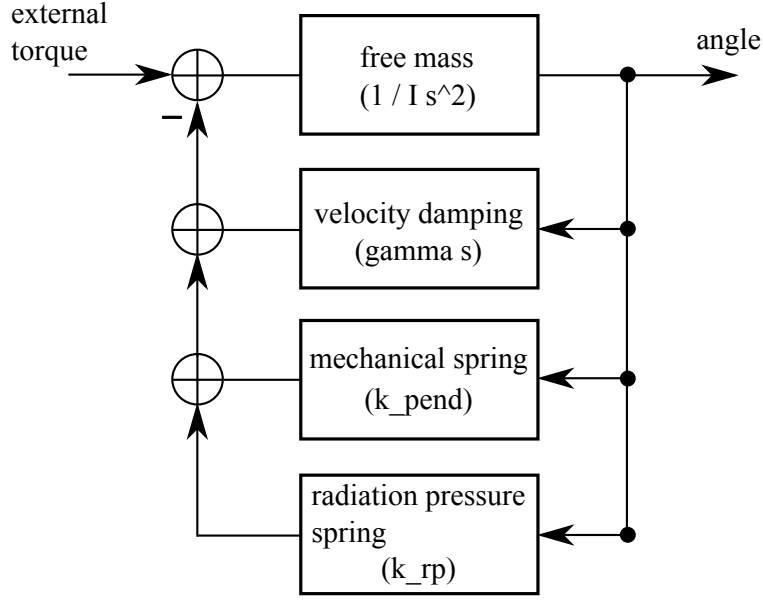 external
torque
free mass
(1 / I s^2)
angle
−
velocity damping
(gamma s)
mechanical spring
(k_pend)
radiation pressure
spring
(k_rp)